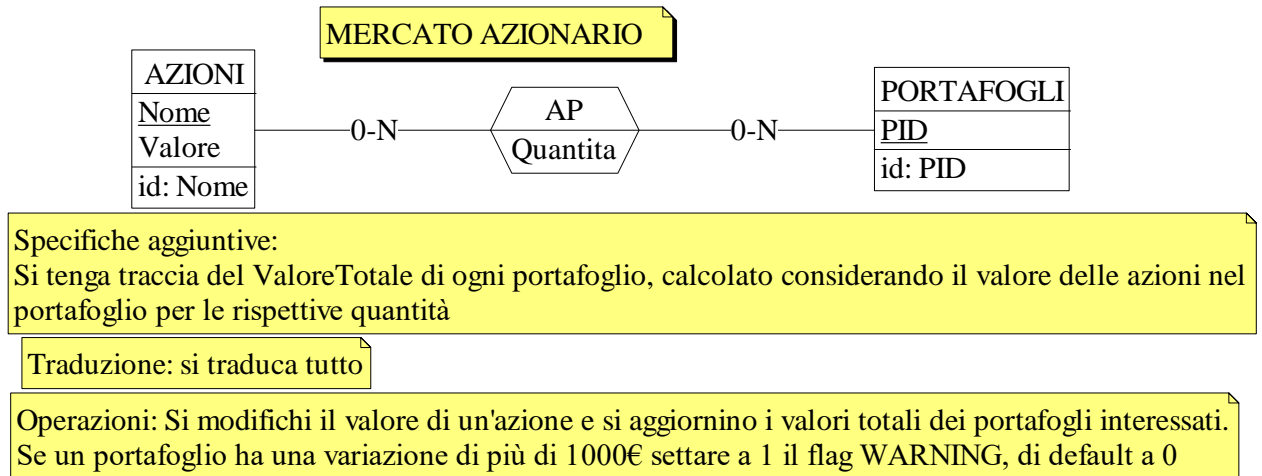 MERCATO AZIONARIO
AZIONI
Nome
Valore
id: Nome
0-N
AP
Quantita
0-N
PORTAFOGLI
PID
id: PID
Specifiche aggiuntive:
Si tenga traccia del ValoreTotale di ogni portafoglio, calcolato considerando il valore delle azioni nel
portafoglio per le rispettive quantità
Traduzione: si traduca tutto
Operazioni: Si modifichi il valore di un'azione e si aggiornino i valori totali dei portafogli interessati.
Se un portafoglio ha una variazione di più di 1000€ settare a 1 il flag WARNING, di default a 0